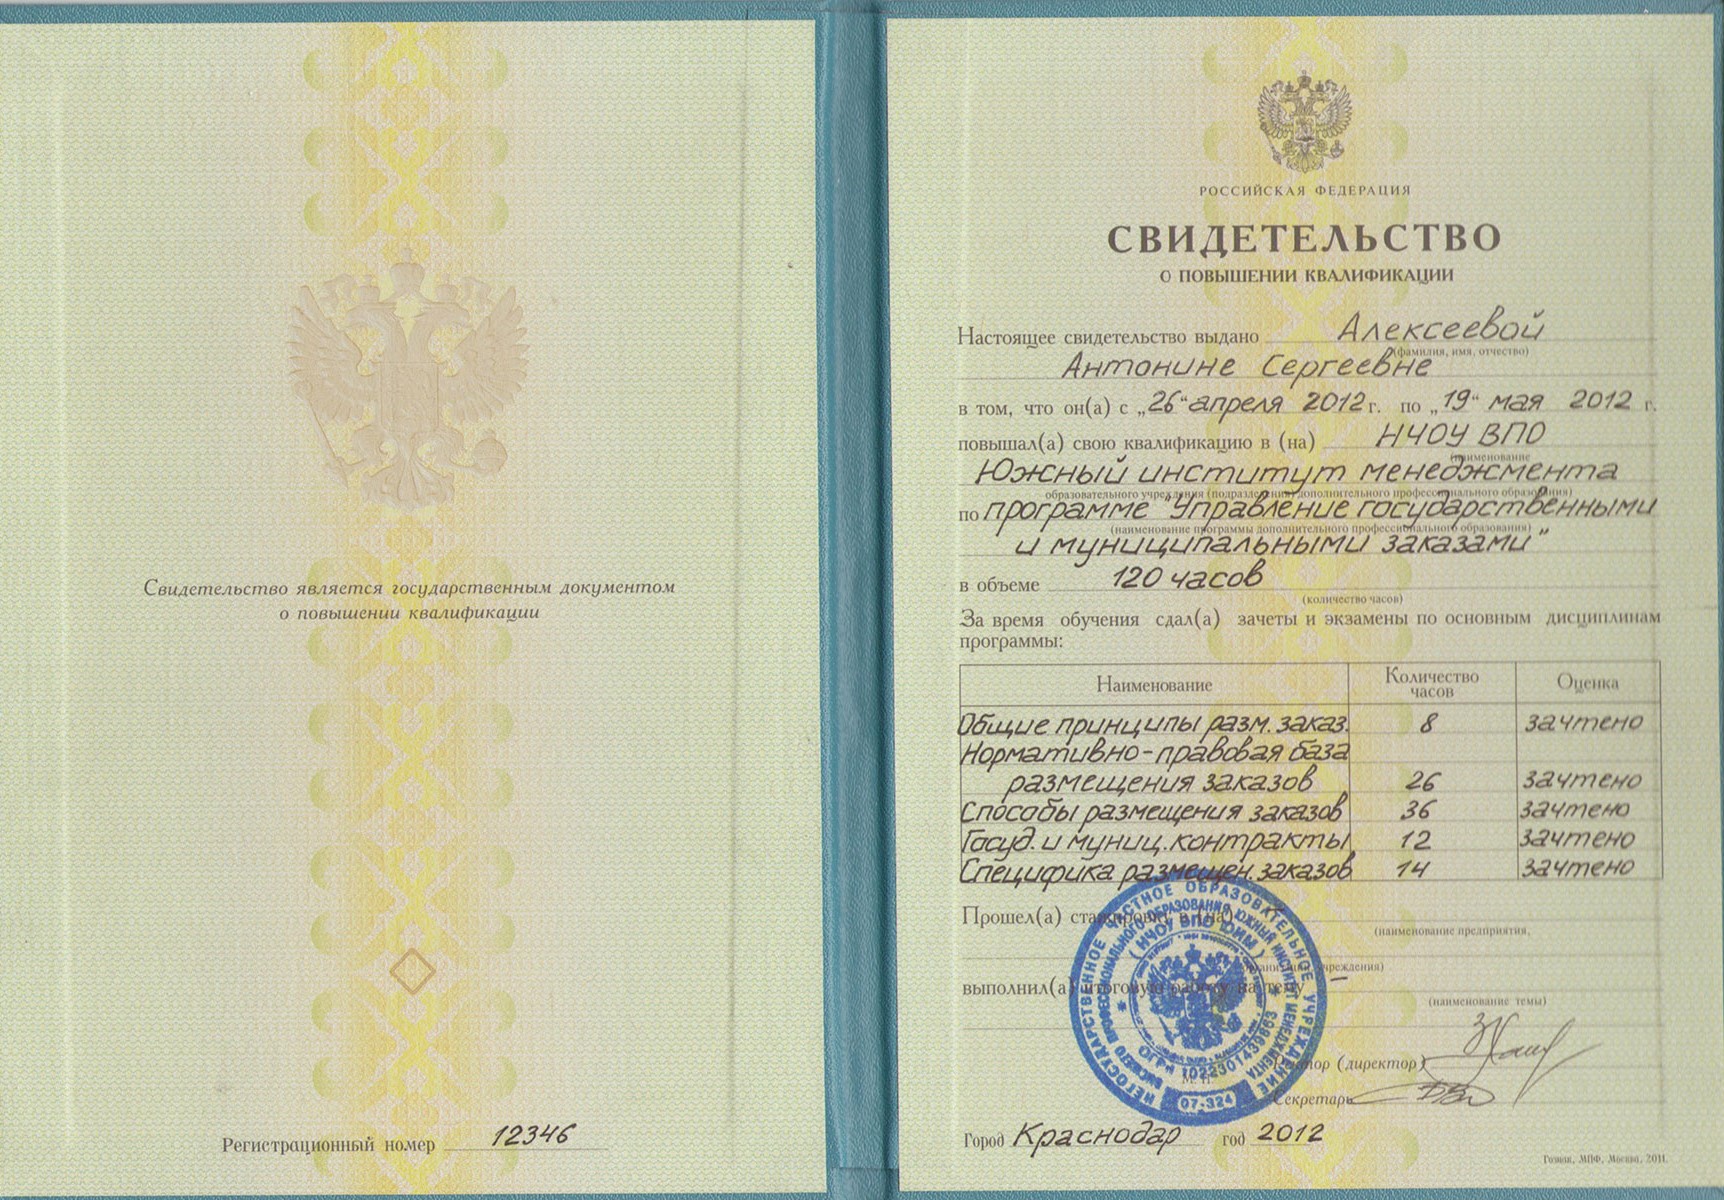 Свидетельство является государственным документом
о повышении квалификации
Регистрационный номер 12346
РОССИЙСКАЯ ФЕДЕРАЦИЯ
СВИДЕТЕЛЬСТВО
О ПОВЫШЕНИИ КВАЛИФИКАЦИИ
Настоящее свидетельство выдано Алексеевой
(фамилия, имя, отчество)
Антонине Сергеевне
в том, что он(а) с „26“ апреля 2012 г. по „19“ мая 2012 г.
повышал(а) свою квалификацию в (на) НЧОУ ВПО
(наименование
Южный институт менеджмента
образовательного учреждения (подразделения) дополнительного профессионального образования)
по программе "Управление государственными
(наименование программы дополнительного профессионального образования)
и муниципальными заказами"
в объеме 120 часов
(количество часов)
За время обучения сдал(а) зачеты и экзамены по основным дисциплинам
программы:
Наименование Количество часов Оценка
Общие принципы разм. заказ. 8 зачтено
Нормативно-правовая база
размещения заказов 26 зачтено
Способы размещения заказов 36 зачтено
Госуд. и муниц. контракты 12 зачтено
Специфика размещен. заказов 14 зачтено
Прошел(а) стажировку в (на)
(наименование предприятия,
организации, учреждения)
выполнил(а) итоговую работу на тему –
(наименование темы)
НЕГОСУДАРСТВЕННОЕ ЧАСТНОЕ ОБРАЗОВАТЕЛЬНОЕ УЧРЕЖДЕНИЕ
ВЫСШЕГО ПРОФЕССИОНАЛЬНОГО ОБРАЗОВАНИЯ ЮЖНЫЙ ИНСТИТУТ МЕНЕДЖМЕНТА
(НЧОУ ВПО ЮИМ)
ОГРН 1022301439863
07-324
М. П.
Ректор (директор)
Секретарь
Город Краснодар год 2012
Гознак, МПФ, Москва, 2011.